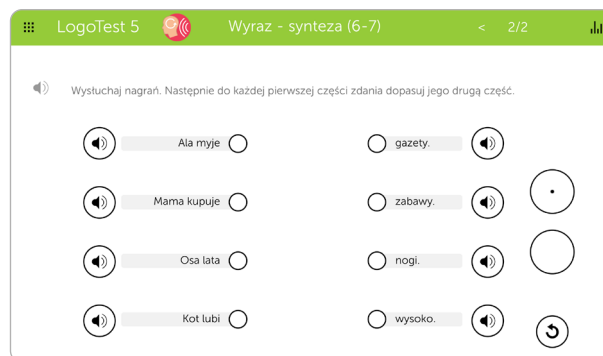 LogoTest 5
Wyraz - synteza (6-7)
< 2/2
Wysłuchaj nagrań. Następnie do każdej pierwszej części zdania dopasuj jego drugą część.
Ala myje gazety.
Mama kupuje zabawy.
Osa lata nogi.
Kot lubi wysoko.